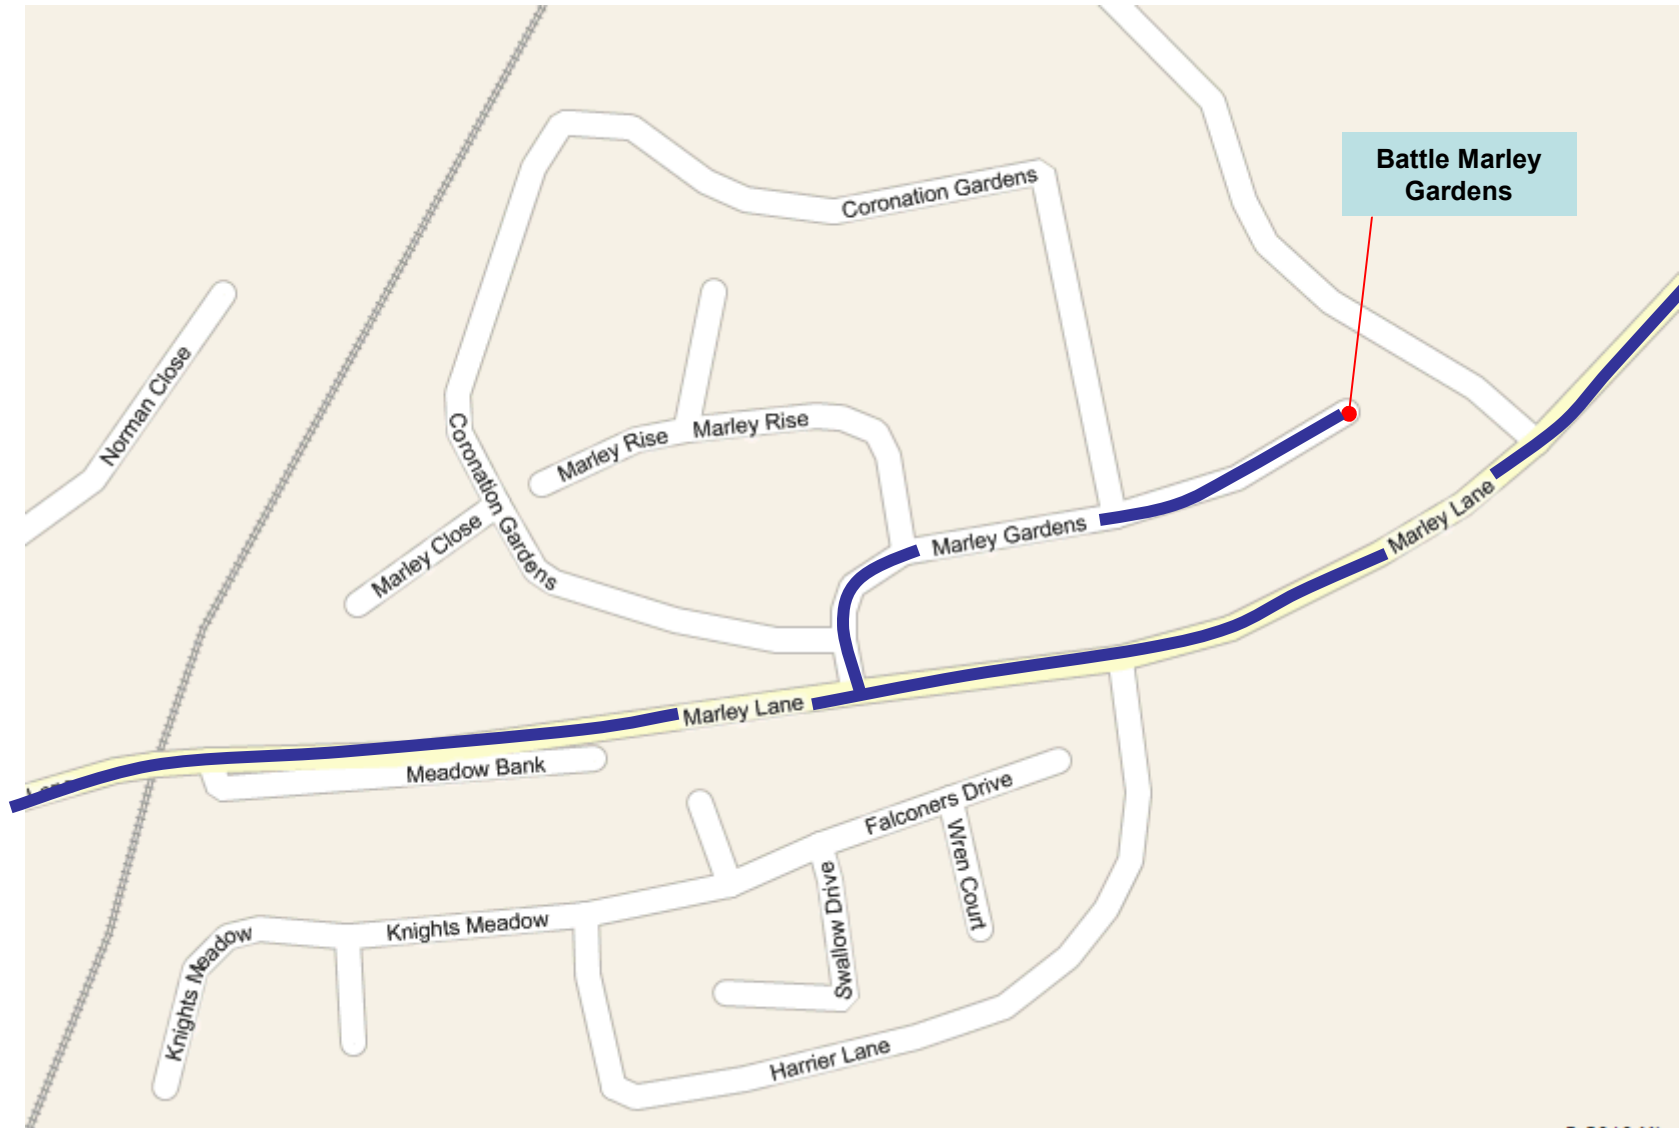 Battle Marley
Gardens
Coronation Gardens
Norman Close
Marley Rise
Marley Rise
Coronation Gardens
Marley Close
Marley Gardens
Marley Lane
Marley Lane
Meadow Bank
Falconers Drive
Wren Court
Swallow Drive
Knights Meadow
Knights Meadow
Harrier Lane